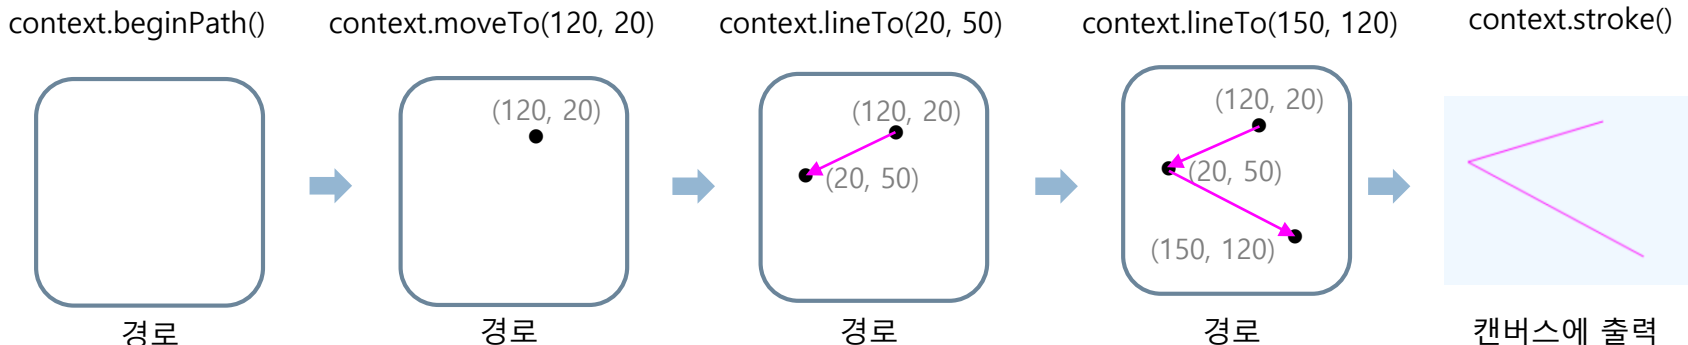 context.beginPath()
context.moveTo(120, 20)
context.lineTo(20, 50)
context.lineTo(150, 120)
context.stroke()
(120, 20)
(120, 20)
(20, 50)
(120, 20)
(20, 50)
(150, 120)
경로
경로
경로
경로
캔버스에 출력